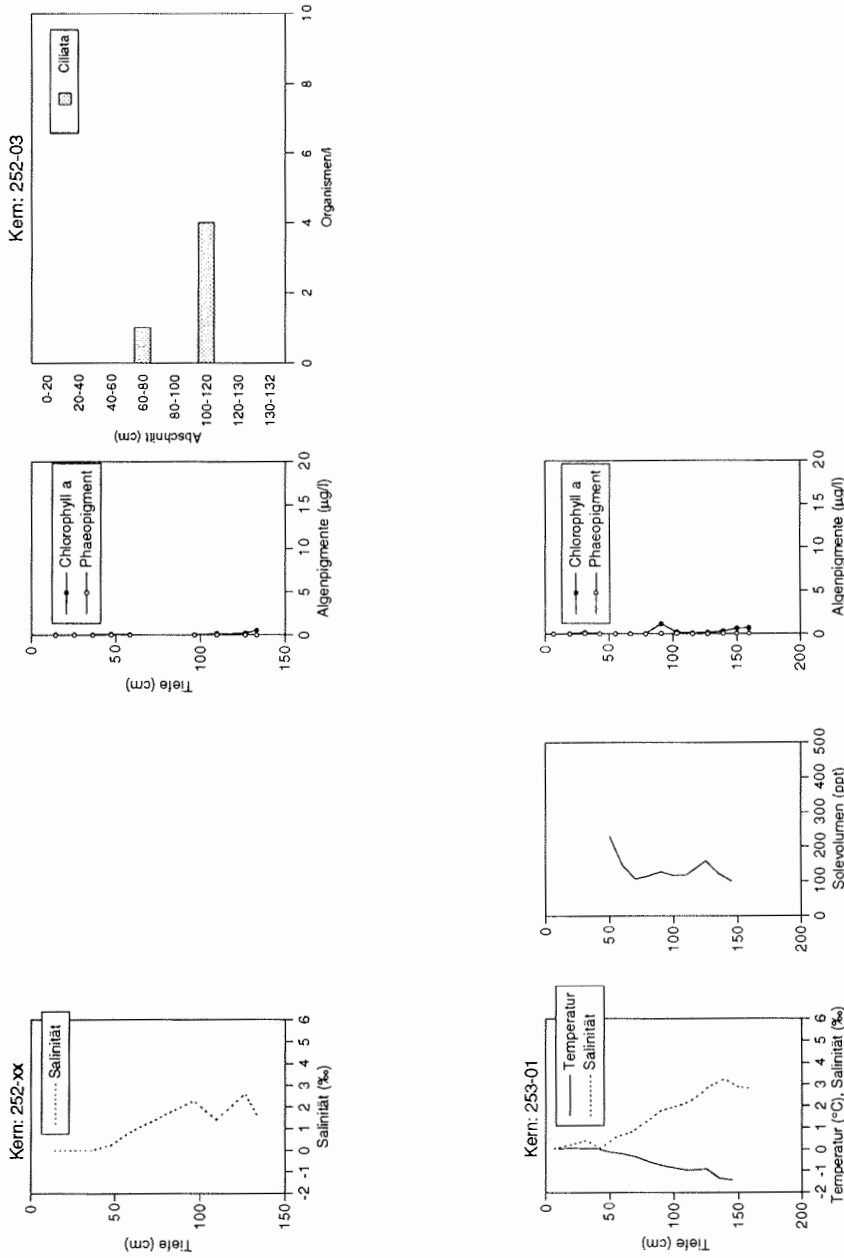 Kern: 252-xx
Salinität
0
50
100
150
Tiefe (cm)
-2 -1 0 1 2 3 4 5 6
Salinität (‰)
Chlorophyll a
Phaeopigment
0
50
100
150
Tiefe (cm)
0 5 10 15 20
Algenpigmente (µg/l)
Kern: 252-03
Ciliata
0-20
20-40
40-60
60-80
80-100
100-120
120-130
130-132
Abschnitt (cm)
0 2 4 6 8 10
Organismen/l
Kern: 253-01
Temperatur
Salinität
0
50
100
150
200
Tiefe (cm)
-2 -1 0 1 2 3 4 5 6
Temperatur (°C), Salinität (‰)
0
50
100
150
200
0 100 200 300 400 500
Solevolumen (ppt)
Chlorophyll a
Phaeopigment
0
50
100
150
200
0 5 10 15 20
Algenpigmente (µg/l)